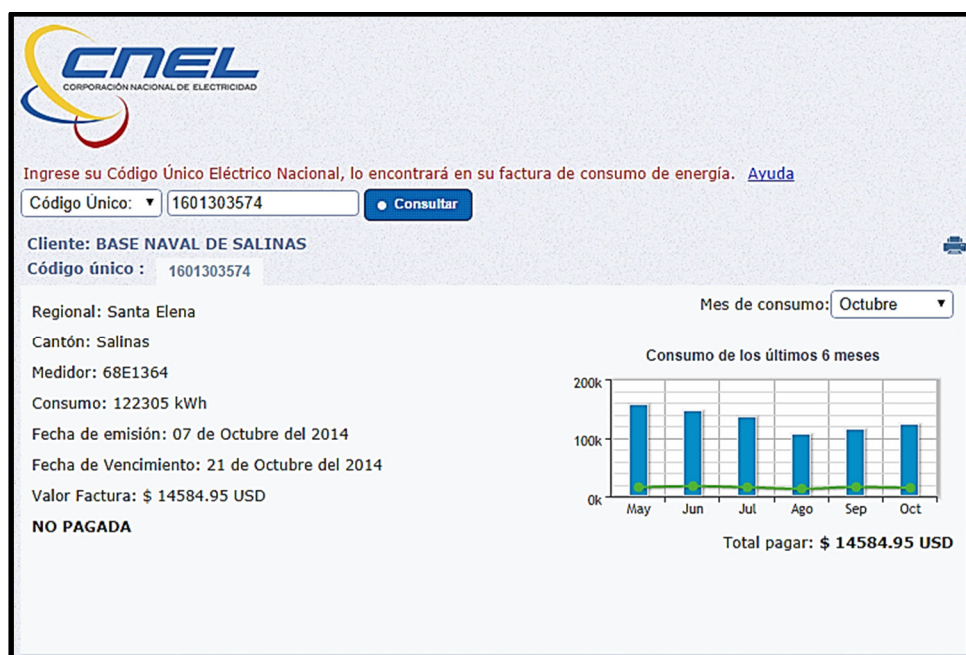 CNEL
CORPORACIÓN NACIONAL DE ELECTRICIDAD
Ingrese su Código Único Eléctrico Nacional, lo encontrará en su factura de consumo de energía. Ayuda
Código Único: 1601303574 Consultar
Cliente: BASE NAVAL DE SALINAS
Código único : 1601303574
Regional: Santa Elena
Cantón: Salinas
Medidor: 68E1364
Consumo: 122305 kWh
Fecha de emisión: 07 de Octubre del 2014
Fecha de Vencimiento: 21 de Octubre del 2014
Valor Factura: $ 14584.95 USD
NO PAGADA
Mes de consumo: Octubre
Consumo de los últimos 6 meses
200k
100k
0k
May Jun Jul Ago Sep Oct
Total pagar: $ 14584.95 USD